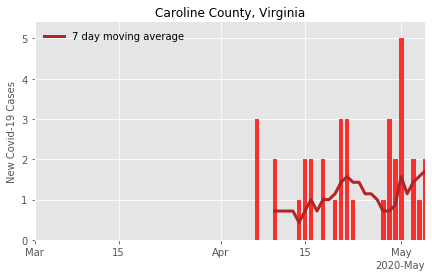 Caroline County, Virginia
7 day moving average
New Covid-19 Cases
5
4
3
2
1
0
Mar
15
Apr
15
May
2020-May